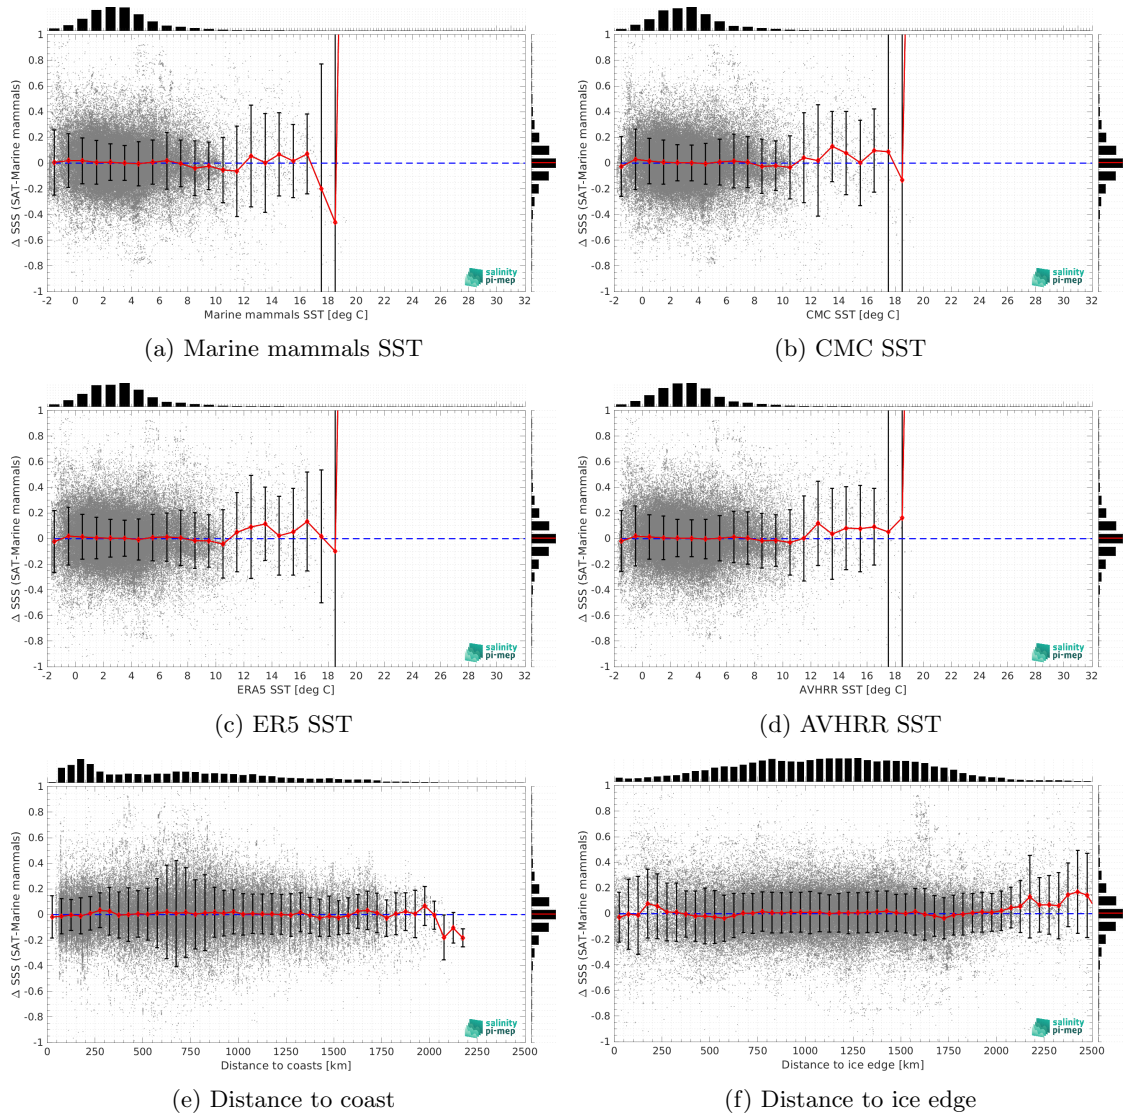 Δ SSS (SAT-Marine mammals)
1
0.8
0.6
0.4
0.2
0
-0.2
-0.4
-0.6
-0.8
-1
-2 0 2 4 6 8 10 12 14 16 18 20 22 24 26 28 30 32
Marine mammals SST [deg C]
salinity
pi-mep
(a) Marine mammals SST
Δ SSS (SAT-Marine mammals)
1
0.8
0.6
0.4
0.2
0
-0.2
-0.4
-0.6
-0.8
-1
-2 0 2 4 6 8 10 12 14 16 18 20 22 24 26 28 30 32
CMC SST [deg C]
salinity
pi-mep
(b) CMC SST
Δ SSS (SAT-Marine mammals)
1
0.8
0.6
0.4
0.2
0
-0.2
-0.4
-0.6
-0.8
-1
-2 0 2 4 6 8 10 12 14 16 18 20 22 24 26 28 30 32
ERA5 SST [deg C]
salinity
pi-mep
(c) ER5 SST
Δ SSS (SAT-Marine mammals)
1
0.8
0.6
0.4
0.2
0
-0.2
-0.4
-0.6
-0.8
-1
-2 0 2 4 6 8 10 12 14 16 18 20 22 24 26 28 30 32
AVHRR SST [deg C]
salinity
pi-mep
(d) AVHRR SST
Δ SSS (SAT-Marine mammals)
1
0.8
0.6
0.4
0.2
0
-0.2
-0.4
-0.6
-0.8
-1
0 250 500 750 1000 1250 1500 1750 2000 2250 2500
Distance to coasts [km]
salinity
pi-mep
(e) Distance to coast
Δ SSS (SAT-Marine mammals)
1
0.8
0.6
0.4
0.2
0
-0.2
-0.4
-0.6
-0.8
-1
0 250 500 750 1000 1250 1500 1750 2000 2250 2500
Distance to ice edge [km]
salinity
pi-mep
(f) Distance to ice edge